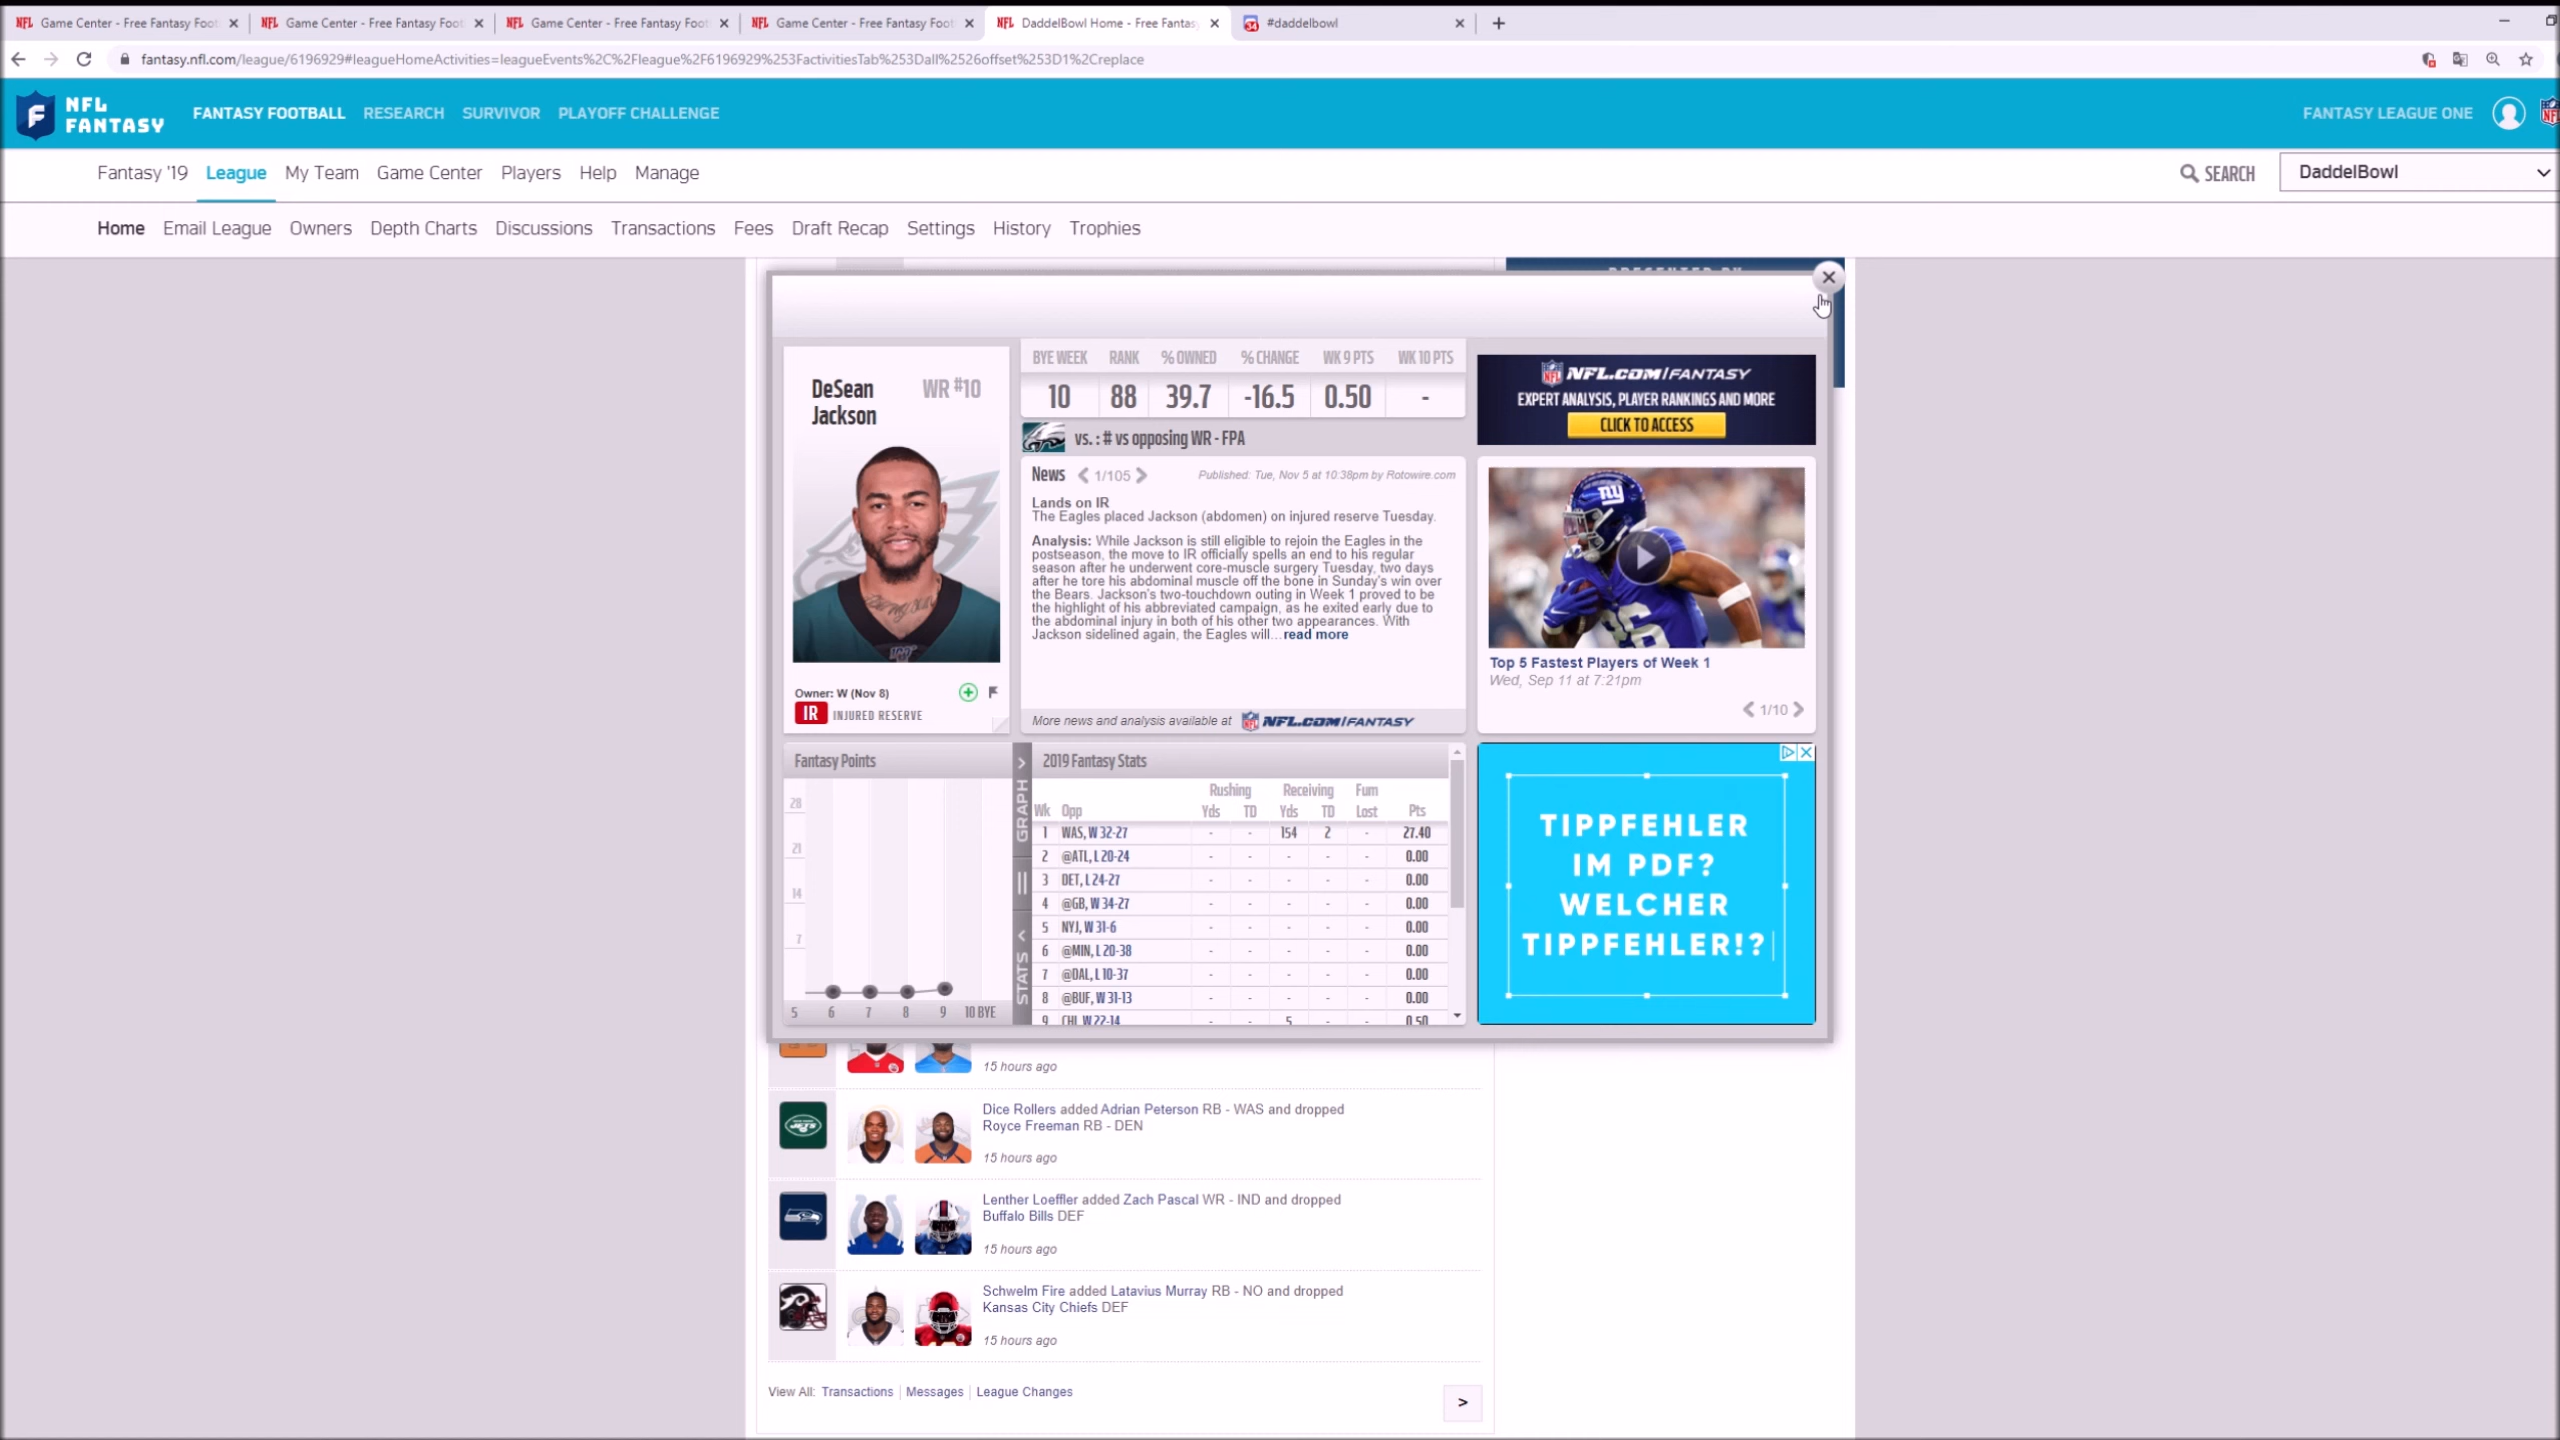 Game Center - Free Fantasy Foot
Game Center - Free Fantasy Foot
Game Center - Free Fantasy Foot
Game Center - Free Fantasy Foot
DaddelBowl Home - Free Fantas
#daddelbowl
fantasy.nfl.com/league/6196929#leagueHomeActivities=leagueEvents%2C%2Fleague%2F6196929%253FactivitiesTab%253Dall%2526offset%253D1%2Creplace
NFL FANTASY
FANTASY FOOTBALL RESEARCH SURVIVOR PLAYOFF CHALLENGE
FANTASY LEAGUE ONE
Fantasy '19 League My Team Game Center Players Help Manage
SEARCH
DaddelBowl
Home Email League Owners Depth Charts Discussions Transactions Fees Draft Recap Settings History Trophies
DeSean Jackson
WR #10
Owner: W (Nov 8)
IR INJURED RESERVE
BYE WEEK RANK % OWNED % CHANGE WK 9 PTS WK 10 PTS
10 88 39.7 -16.5 0.50 -
vs. : # vs opposing WR - FPA
News 1/105
Published: Tue, Nov 5 at 10:38pm by Rotowire.com
Lands on IR
The Eagles placed Jackson (abdomen) on injured reserve Tuesday.
Analysis: While Jackson is still eligible to rejoin the Eagles in the
postseason, the move to IR officially spells an end to his regular
season after he underwent core-muscle surgery Tuesday, two days
after he tore his abdominal muscle off the bone in Sunday's win over
the Bears. Jackson's two-touchdown outing in Week 1 proved to be
the highlight of his abbreviated campaign, as he exited early due to
the abdominal injury in both of his other two appearances. With
Jackson sidelined again, the Eagles will...read more
More news and analysis available at NFL.COM/FANTASY
NFL.COM/FANTASY
EXPERT ANALYSIS, PLAYER RANKINGS AND MORE
CLICK TO ACCESS
Top 5 Fastest Players of Week 1
Wed, Sep 11 at 7:21pm
1/10
Fantasy Points
28
21
14
7
5 6 7 8 9 10 BYE
GRAPH
STATS
2019 Fantasy Stats
Rushing Receiving Fum
Wk Opp Yds TD Yds TD Lost Pts
1 WAS, W 32-27 - - 154 2 - 27.40
2 @ATL, L 20-24 - - - - - 0.00
3 DET, L 24-27 - - - - - 0.00
4 @GB, W 34-27 - - - - - 0.00
5 NYJ, W 31-6 - - - - - 0.00
6 @MIN, L 20-38 - - - - - 0.00
7 @DAL, L 10-37 - - - - - 0.00
8 @BUF, W 31-13 - - - - - 0.00
9 CHI, W 22-14 - - 5 - - 0.50
TIPPFEHLER
IM PDF?
WELCHER
TIPPFEHLER!?
15 hours ago
Dice Rollers added Adrian Peterson RB - WAS and dropped
Royce Freeman RB - DEN
15 hours ago
Lenther Loeffler added Zach Pascal WR - IND and dropped
Buffalo Bills DEF
15 hours ago
Schwelm Fire added Latavius Murray RB - NO and dropped
Kansas City Chiefs DEF
15 hours ago
View All: Transactions | Messages | League Changes
>